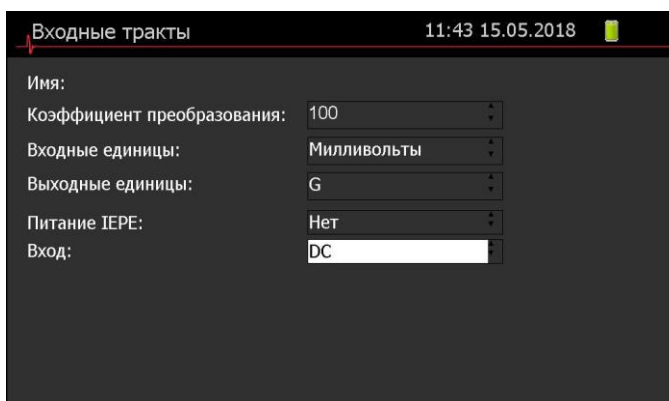 Входные тракты 11:43 15.05.2018
Имя:
Коэффициент преобразования: 100
Входные единицы: Милливольты
Выходные единицы: G
Питание IEPE: Нет
Вход: DC